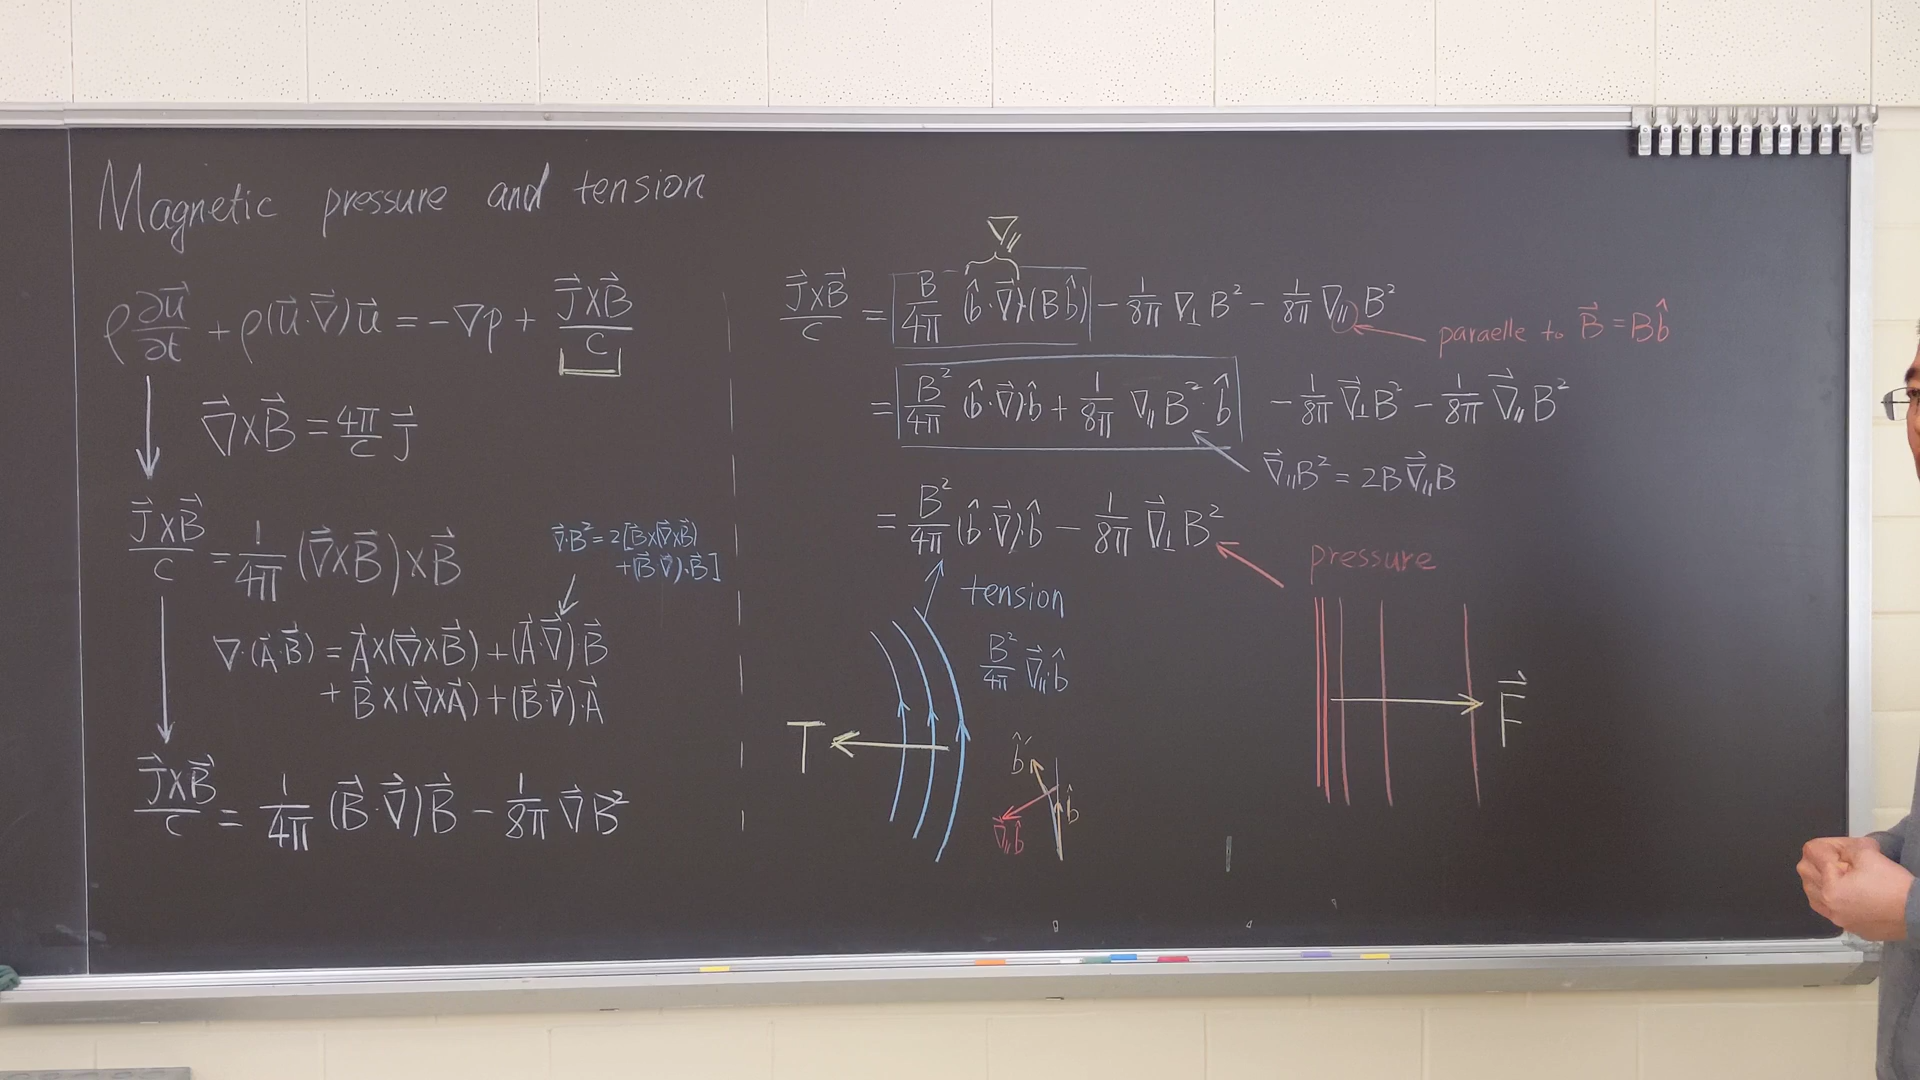 Magnetic pressure and tension
ρ ∂u⃗/∂t + ρ(u⃗·∇⃗)u⃗ = -∇p + J⃗×B⃗/c
∇⃗×B⃗ = 4π/c J⃗
J⃗×B⃗/c = 1/4π (∇⃗×B⃗)×B⃗
∇⃗·B² = 2[B⃗×(∇⃗×B⃗)
+(B⃗·∇⃗)·B⃗]
∇·(A⃗·B⃗) = A⃗×(∇⃗×B⃗) + (A⃗·∇⃗)·B⃗
+ B⃗×(∇⃗×A⃗) + (B⃗·∇⃗)·A⃗
J⃗×B⃗/c = 1/4π (B⃗·∇⃗)B⃗ - 1/8π ∇⃗B²
∇∥
J⃗×B⃗/c = B/4π (b̂·∇⃗)(Bb̂) - 1/8π ∇⊥B² - 1/8π ∇∥B²
paraelle to B⃗ = Bb̂
= B²/4π (b̂·∇⃗)·b̂ + 1/8π ∇∥B²·b̂ - 1/8π ∇⃗⊥B² - 1/8π ∇⃗∥B²
∇⃗∥B² = 2B∇⃗∥B
= B²/4π (b̂·∇⃗)·b̂ - 1/8π ∇⃗⊥B²
tension
B²/4π ∇⃗∥·b̂
T
b̂′
b̂
∇⃗∥b̂
pressure
F⃗